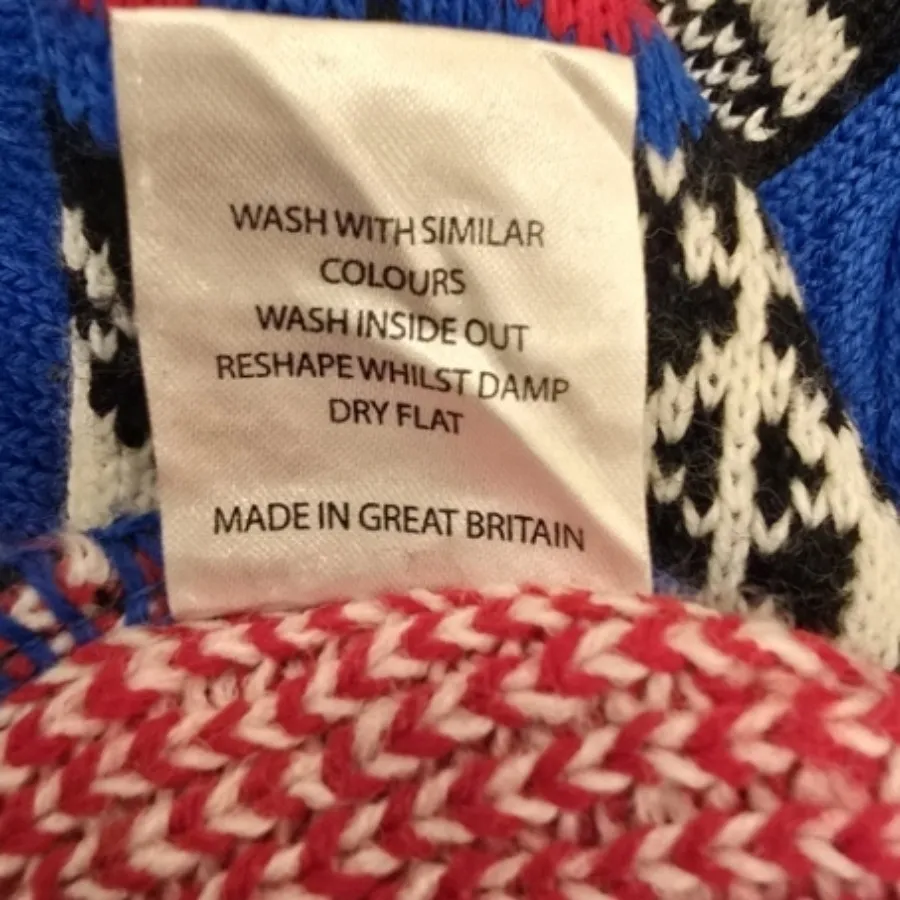 WASH WITH SIMILAR
COLOURS
WASH INSIDE OUT
RESHAPE WHILST DAMP
DRY FLAT
MADE IN GREAT BRITAIN